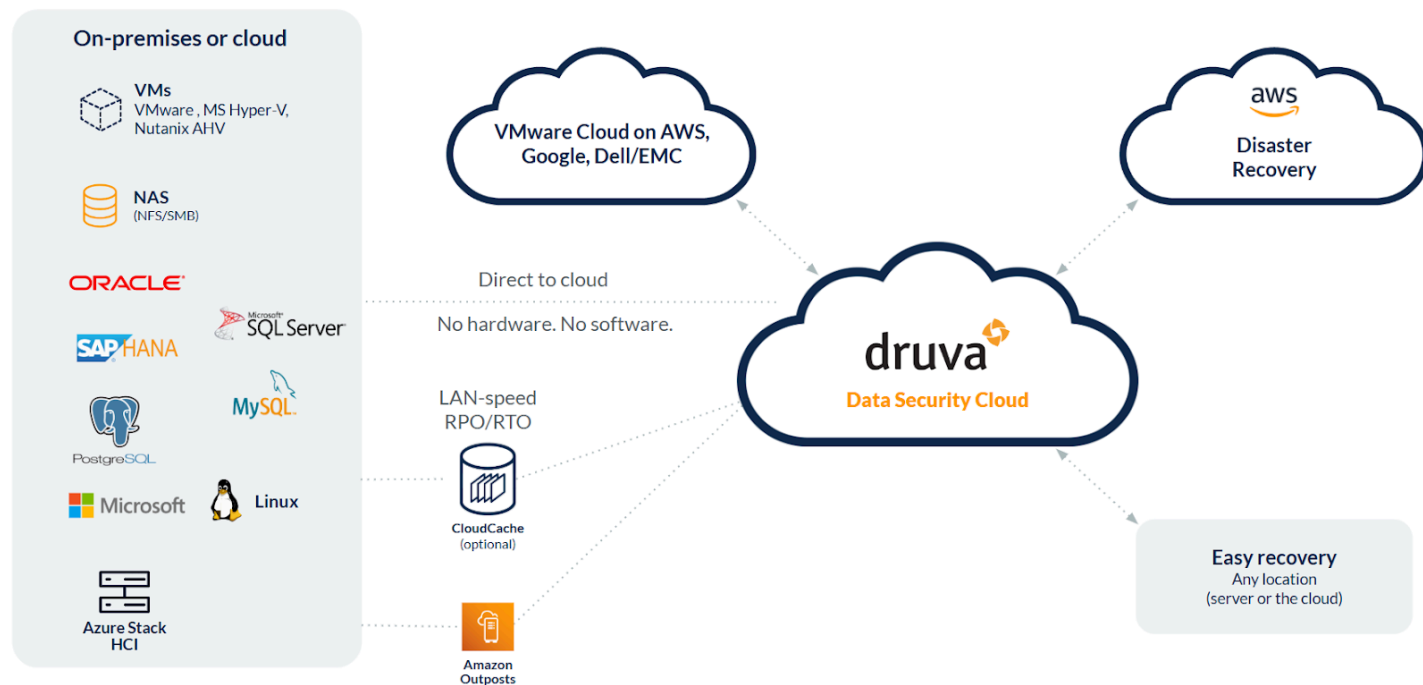 On-premises or cloud
VMs
VMware , MS Hyper-V,
Nutanix AHV
NAS
(NFS/SMB)
ORACLE
Microsoft
SQL Server
SAP HANA
MySQL
PostgreSQL
Microsoft
Linux
Azure Stack
HCI
VMware Cloud on AWS,
Google, Dell/EMC
aws
Disaster
Recovery
Direct to cloud
No hardware. No software.
LAN-speed
RPO/RTO
CloudCache
(optional)
Amazon
Outposts
druva
Data Security Cloud
Easy recovery
Any location
(server or the cloud)